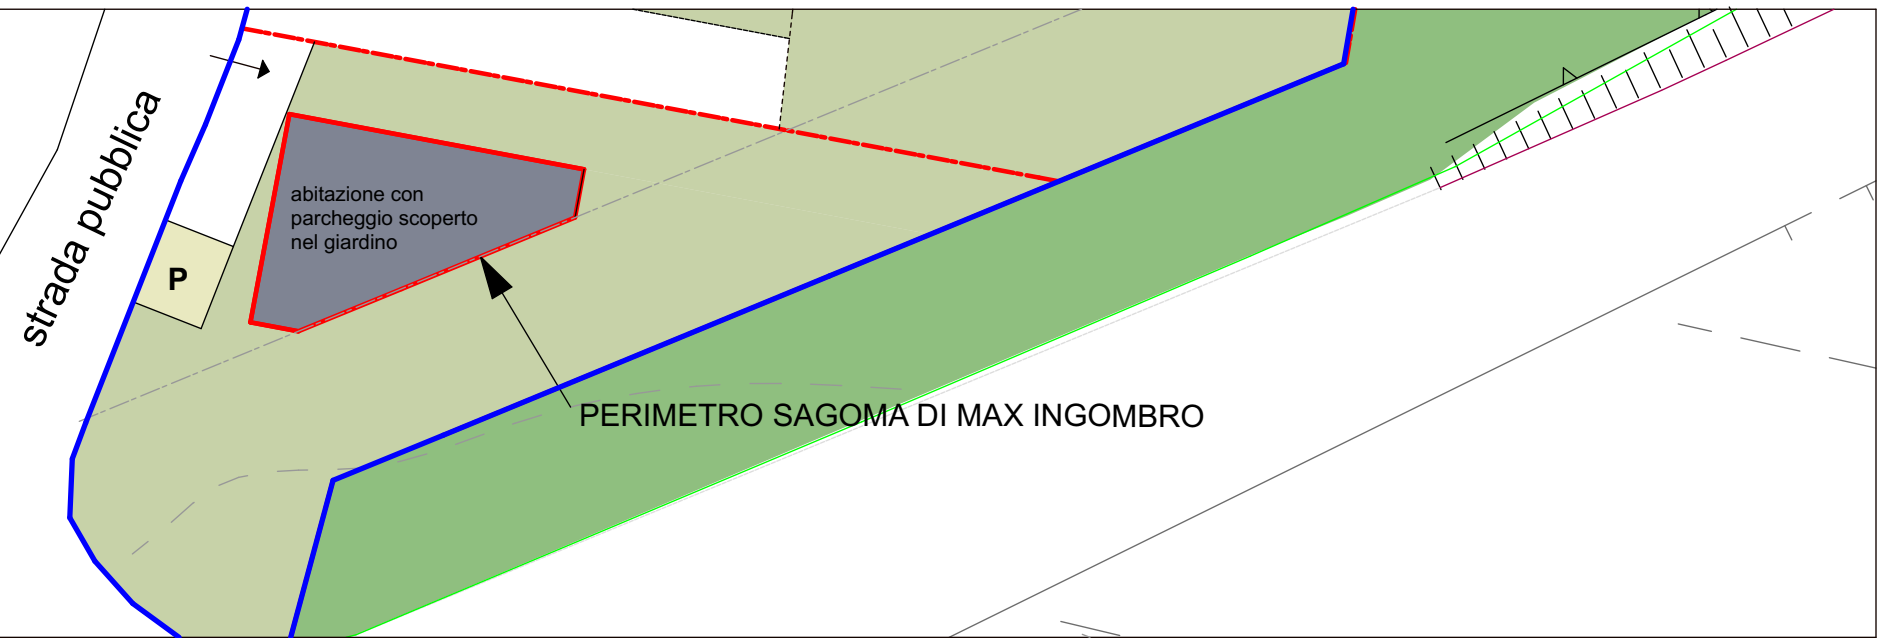 strada pubblica
abitazione con
parcheggio scoperto
nel giardino
P
PERIMETRO SAGOMA DI MAX INGOMBRO